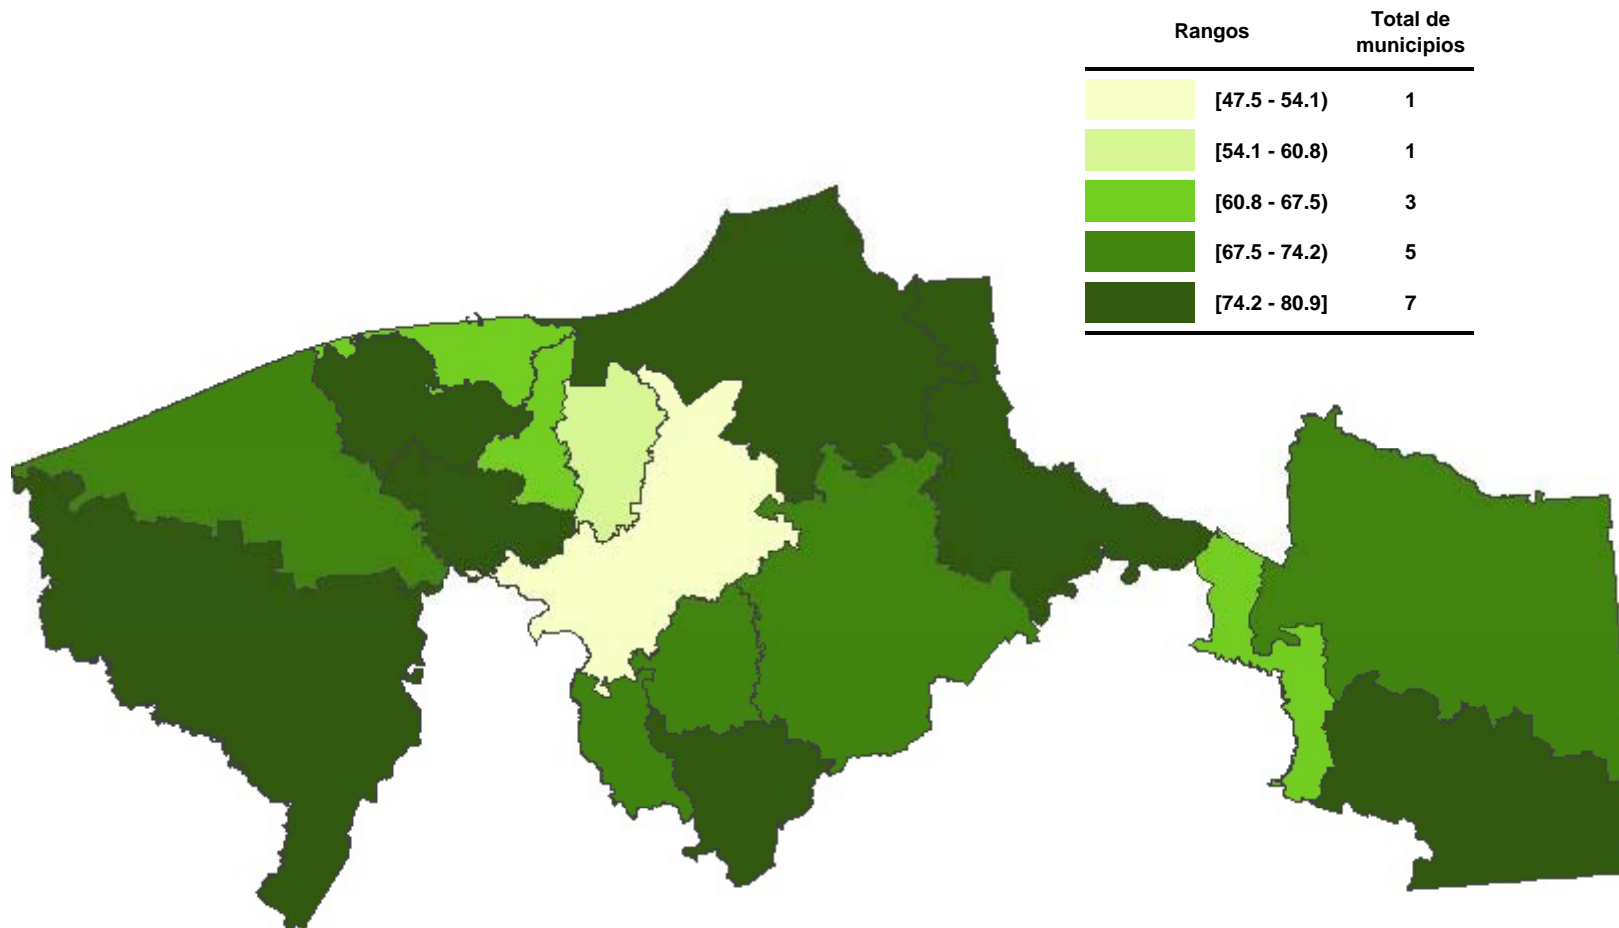 Rangos Total de
municipios
[47.5 - 54.1) 1
[54.1 - 60.8) 1
[60.8 - 67.5) 3
[67.5 - 74.2) 5
[74.2 - 80.9] 7